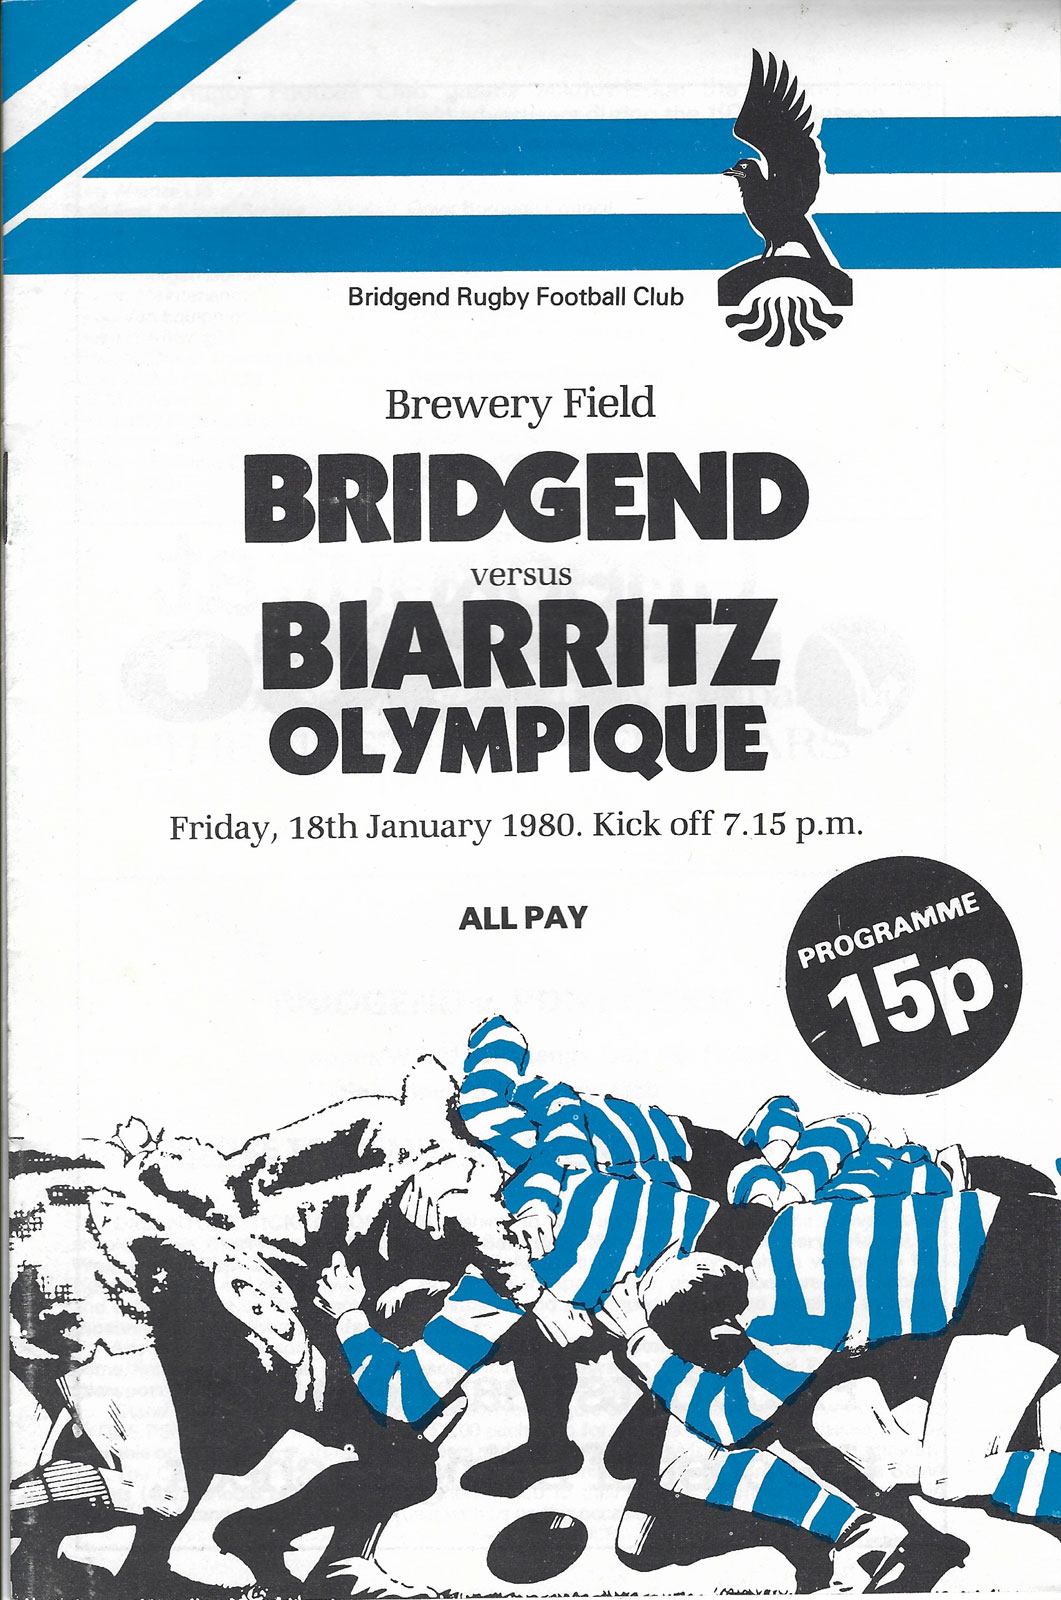 Bridgend Rugby Football Club
Brewery Field
BRIDGEND
versus
BIARRITZ
OLYMPIQUE
Friday, 18th January 1980. Kick off 7.15 p.m.
ALL PAY
PROGRAMME
15p